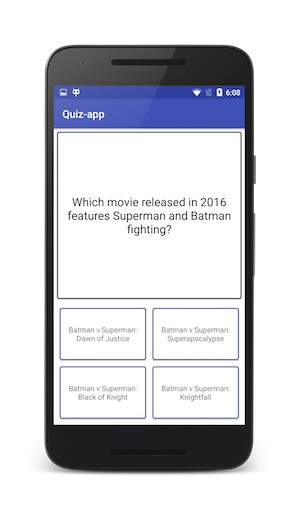 6:08
Quiz-app
Which movie released in 2016
features Superman and Batman
fighting?
Batman v Superman:
Dawn of Justice
Batman v Superman:
Superapocalypse
Batman v Superman:
Black of Knight
Batman v Superman:
Knightfall